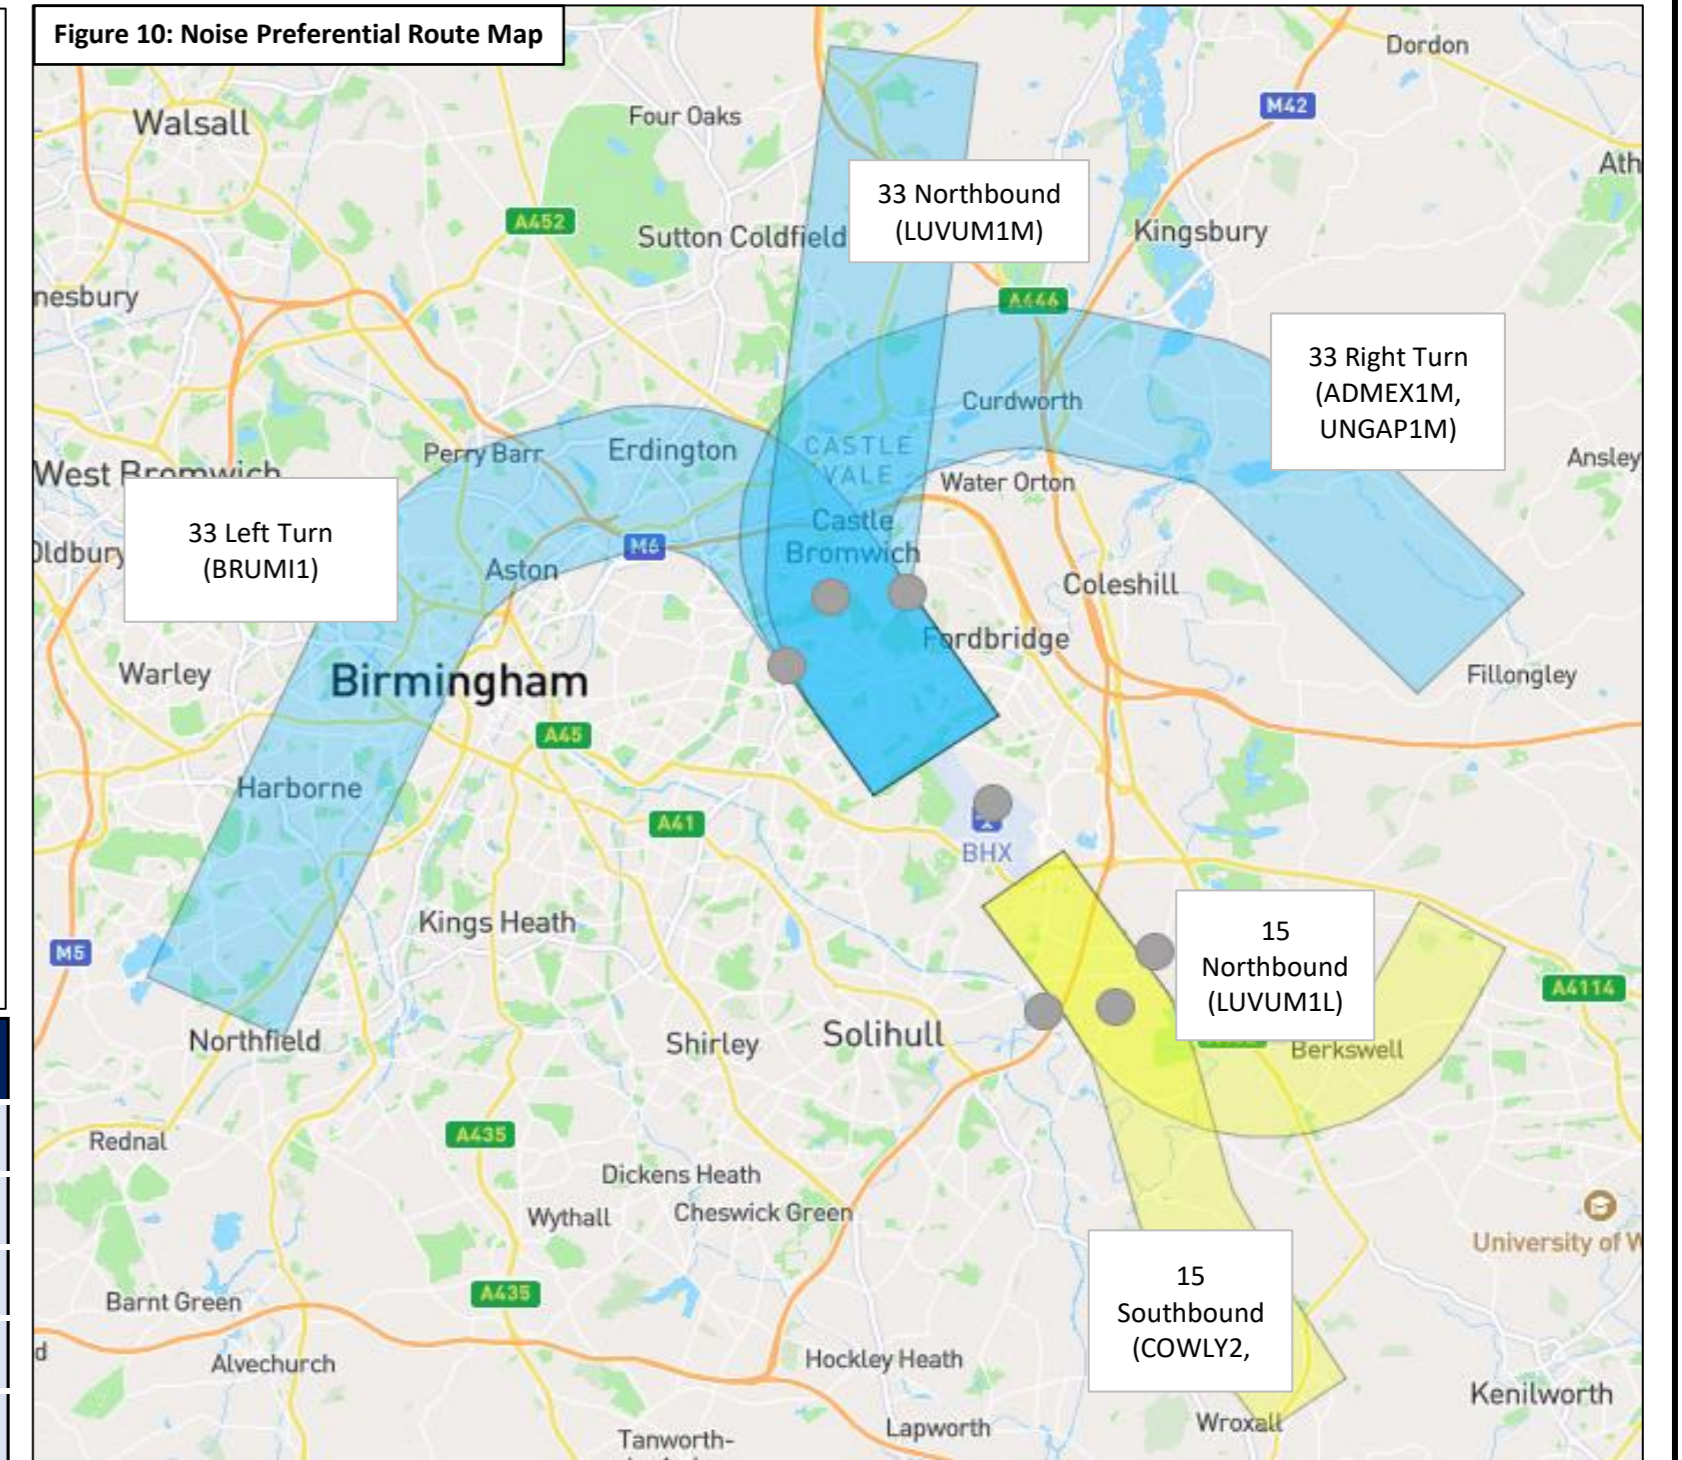 Figure 10: Noise Preferential Route Map
Dordon
M42
Four Oaks
Walsall
Ath
33 Northbound
(LUVUM1M)
A452
Sutton Coldfield
Kingsbury
nesbury
A446
33 Right Turn
(ADMEX1M,
UNGAP1M)
Curdworth
Perry Barr
Erdington
CASTLE
VALE
Ansley
West Bromwich
Water Orton
33 Left Turn
(BRUMI1)
Castle
Bromwich
M6
Oldbury
Aston
Coleshill
Fordbridge
Warley
Birmingham
Fillongley
A45
Harborne
A41
BHX
Kings Heath
15
Northbound
(LUVUM1L)
M5
A4114
Northfield
Shirley
Solihull
Berkswell
Rednal
A435
Dickens Heath
Wythall
Cheswick Green
University of W
15
Southbound
(COWLY2,
Barnt Green
A435
d
Alvechurch
Hockley Heath
Kenilworth
Wroxall
Lapworth
Tanworth-